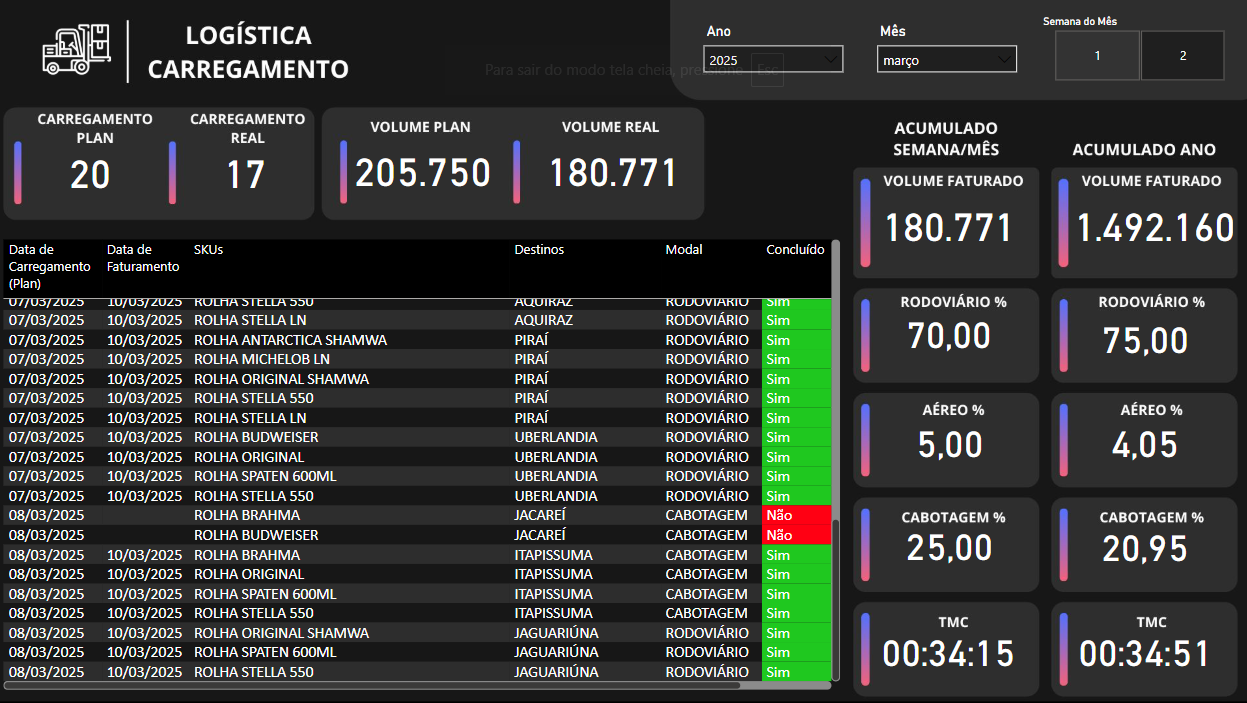 LOGÍSTICA
CARREGAMENTO
Para sair do modo tela cheia, pressione Esc
Ano
2025
Mês
março
Semana do Mês
1
2
CARREGAMENTO
PLAN
20
CARREGAMENTO
REAL
17
VOLUME PLAN
205.750
VOLUME REAL
180.771
ACUMULADO
SEMANA/MÊS
VOLUME FATURADO
180.771
RODOVIÁRIO %
70,00
AÉREO %
5,00
CABOTAGEM %
25,00
TMC
00:34:15
ACUMULADO ANO
VOLUME FATURADO
1.492.160
RODOVIÁRIO %
75,00
AÉREO %
4,05
CABOTAGEM %
20,95
TMC
00:34:51
Data de Carregamento (Plan) Data de Faturamento SKUs Destinos Modal Concluído
07/03/2025 10/03/2025 ROLHA STELLA 550 AQUIRAZ RODOVIÁRIO Sim
07/03/2025 10/03/2025 ROLHA STELLA LN AQUIRAZ RODOVIÁRIO Sim
07/03/2025 10/03/2025 ROLHA ANTARCTICA SHAMWA PIRAÍ RODOVIÁRIO Sim
07/03/2025 10/03/2025 ROLHA MICHELOB LN PIRAÍ RODOVIÁRIO Sim
07/03/2025 10/03/2025 ROLHA ORIGINAL SHAMWA PIRAÍ RODOVIÁRIO Sim
07/03/2025 10/03/2025 ROLHA STELLA 550 PIRAÍ RODOVIÁRIO Sim
07/03/2025 10/03/2025 ROLHA STELLA LN PIRAÍ RODOVIÁRIO Sim
07/03/2025 10/03/2025 ROLHA BUDWEISER UBERLANDIA RODOVIÁRIO Sim
07/03/2025 10/03/2025 ROLHA ORIGINAL UBERLANDIA RODOVIÁRIO Sim
07/03/2025 10/03/2025 ROLHA SPATEN 600ML UBERLANDIA RODOVIÁRIO Sim
07/03/2025 10/03/2025 ROLHA STELLA 550 UBERLANDIA RODOVIÁRIO Sim
08/03/2025 ROLHA BRAHMA JACAREÍ CABOTAGEM Não
08/03/2025 ROLHA BUDWEISER JACAREÍ CABOTAGEM Não
08/03/2025 10/03/2025 ROLHA BRAHMA ITAPISSUMA CABOTAGEM Sim
08/03/2025 10/03/2025 ROLHA ORIGINAL ITAPISSUMA CABOTAGEM Sim
08/03/2025 10/03/2025 ROLHA SPATEN 600ML ITAPISSUMA CABOTAGEM Sim
08/03/2025 10/03/2025 ROLHA STELLA 550 ITAPISSUMA CABOTAGEM Sim
08/03/2025 10/03/2025 ROLHA ORIGINAL SHAMWA JAGUARIÚNA RODOVIÁRIO Sim
08/03/2025 10/03/2025 ROLHA SPATEN 600ML JAGUARIÚNA RODOVIÁRIO Sim
08/03/2025 10/03/2025 ROLHA STELLA 550 JAGUARIÚNA RODOVIÁRIO Sim